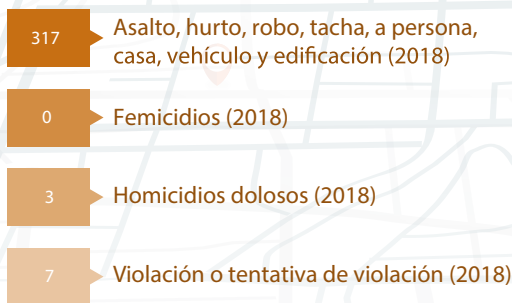 317
Asalto, hurto, robo, tacha, a persona,
casa, vehículo y edificación (2018)
0
Femicidios (2018)
3
Homicidios dolosos (2018)
7
Violación o tentativa de violación (2018)